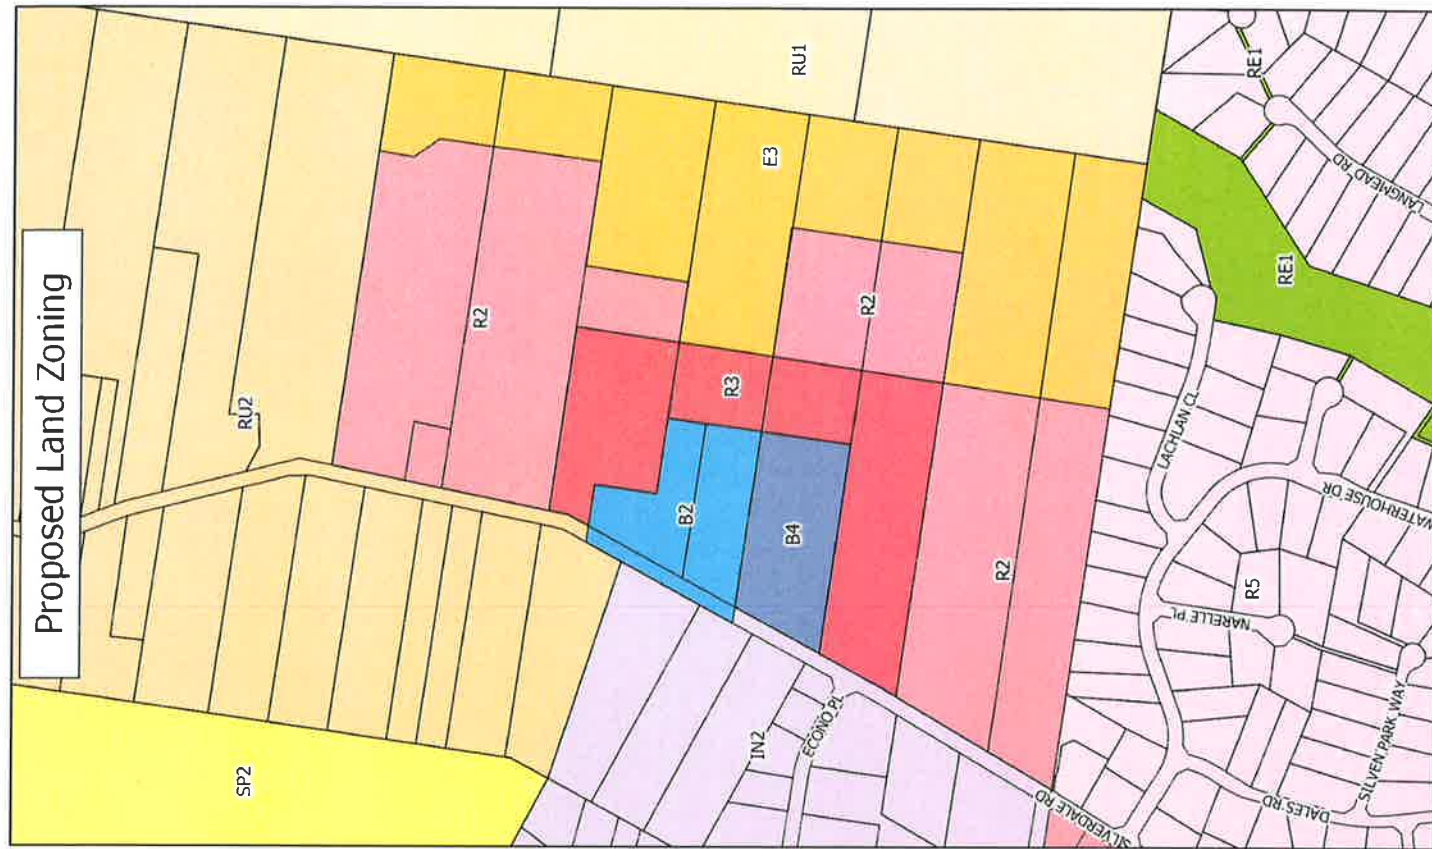 Proposed Land Zoning
RU1
RE1
LANGMEAD RD
E3
RE1
R2
R2
RU2
R3
LACHLAN CL
WATERHOUSE DR
B2
B4
R2
R5
NARELLE PL
SP2
IN2
ECONO PL
SILVERDALE RD
DALES RD
SILVEN PARK WAY